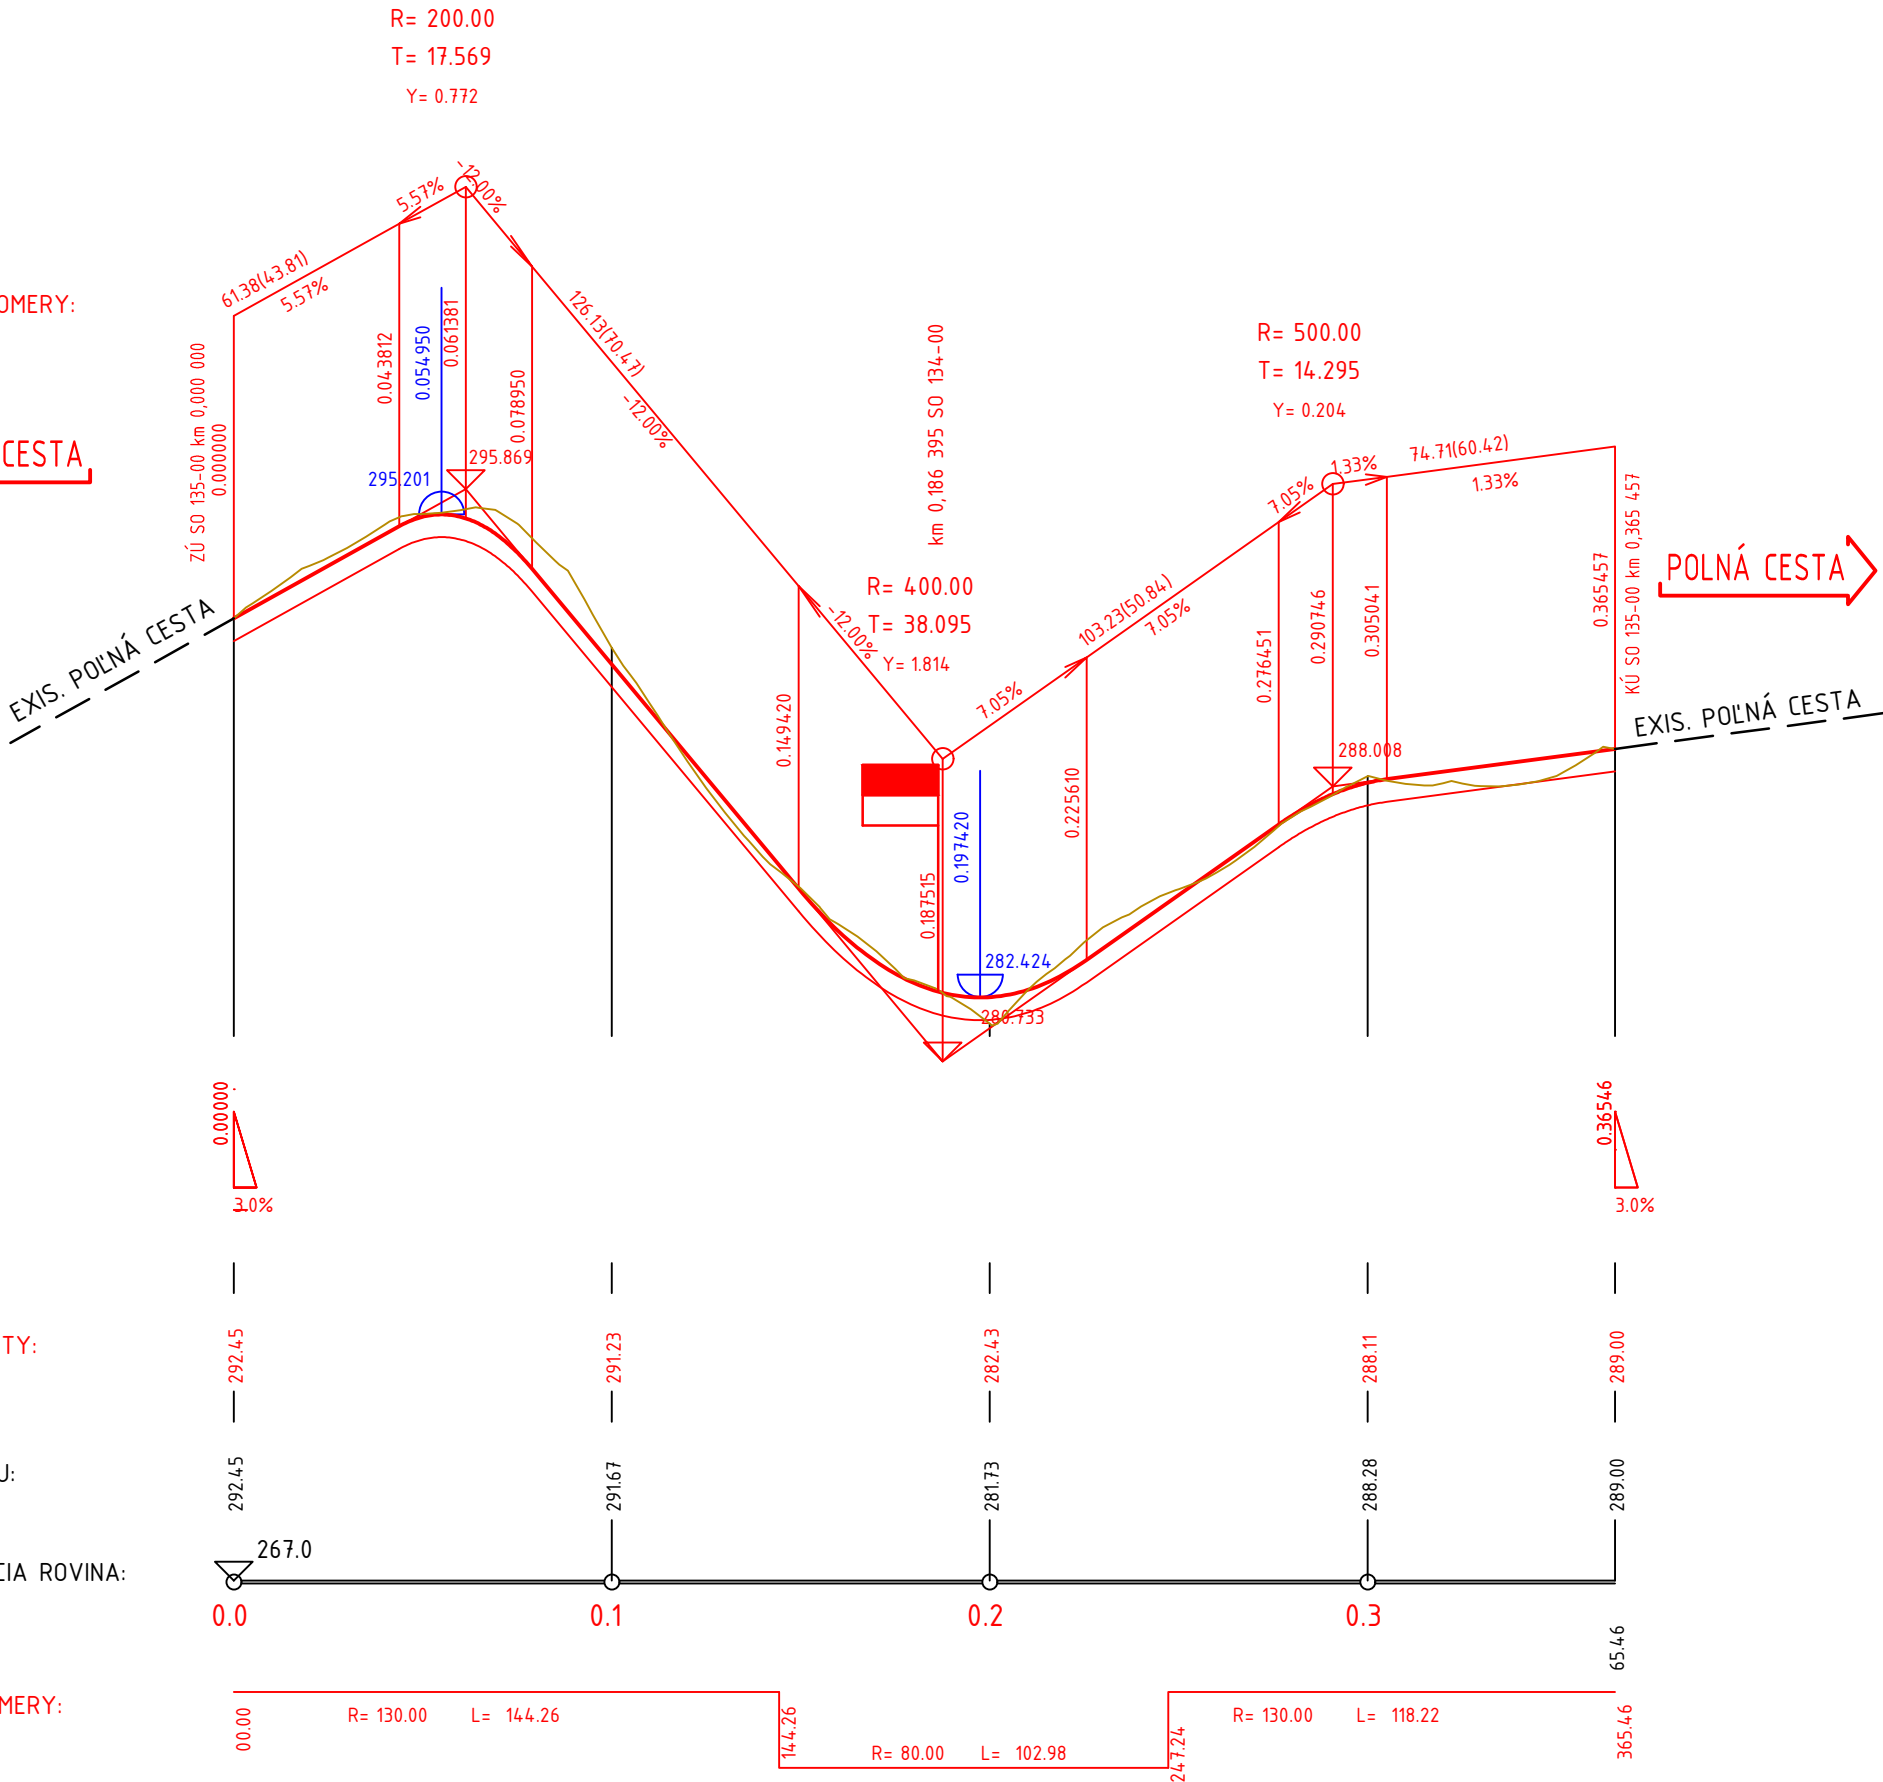 R= 200.00
T= 17.569
Y= 0.772
5.57%
-12.00%
61.38(43.81)
5.57%
OMERY:
126.13(70.47)
-12.00%
0.043812
0.054950
0.061381
0.078950
ZÚ SO 135-00 km 0,000 000
0.000000
CESTA
295.201
295.869
km 0,186 395 SO 134-00
R= 500.00
T= 14.295
Y= 0.204
1.33%
74.71(60.42)
1.33%
7.05%
R= 400.00
T= 38.095
Y= 1.814
-12.00%
103.23(50.84)
7.05%
7.05%
0.149420
0.187515
0.197420
0.225610
0.276451
0.290746
0.305041
0.365457
KÚ SO 135-00 km 0,365 457
POLNÁ CESTA
EXIS. POĽNÁ CESTA
EXIS. POĽNÁ CESTA
288.008
282.424
280.733
0.00000
3.0%
0.36546
3.0%
TY:
292.45
291.23
282.43
288.11
289.00
U:
292.45
291.67
281.73
288.28
289.00
267.0
CIA ROVINA:
0.0
0.1
0.2
0.3
65.46
MERY:
00.00
R= 130.00 L= 144.26
144.26
R= 80.00 L= 102.98
247.24
R= 130.00 L= 118.22
365.46